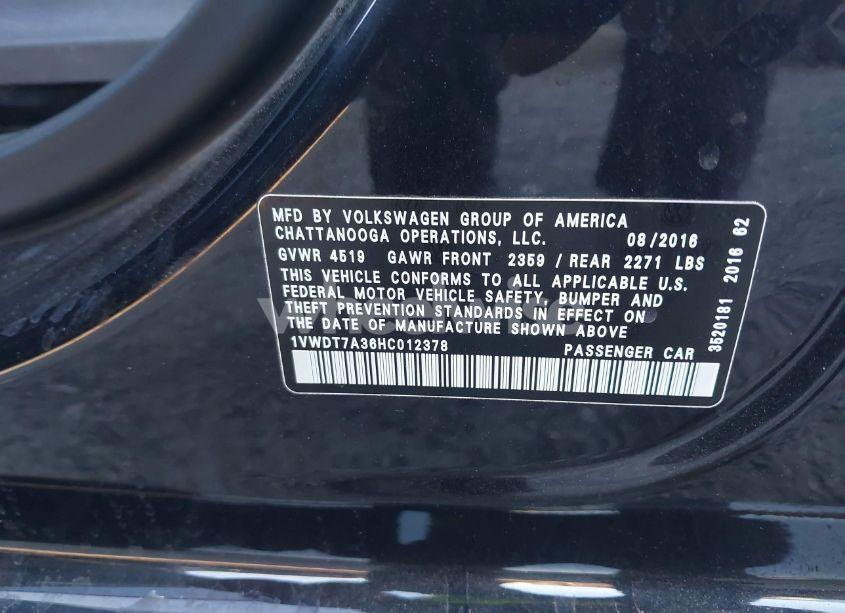 MFD BY VOLKSWAGEN GROUP OF AMERICA
CHATTANOOGA OPERATIONS, LLC. 08/2016
GVWR 4519 GAWR FRONT 2359 / REAR 2271 LBS
THIS VEHICLE CONFORMS TO ALL APPLICABLE U.S.
FEDERAL MOTOR VEHICLE SAFETY, BUMPER AND
THEFT PREVENTION STANDARDS IN EFFECT ON
THE DATE OF MANUFACTURE SHOWN ABOVE
1VWDT7A36HC012378 PASSENGER CAR
3520181 2016 62